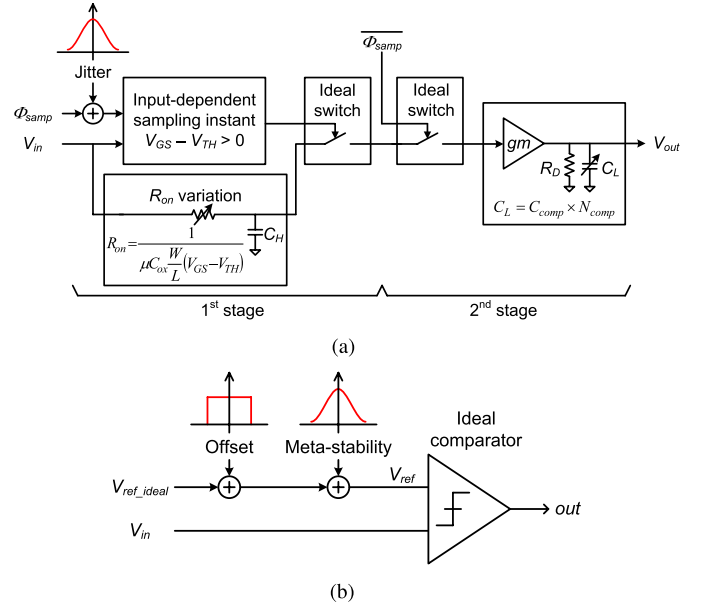 Jitter
Φsamp
Vin
Input-dependent
sampling instant
VGS – VTH > 0
Ideal
switch
Φsamp
Ideal
switch
gm
RD
CL
Vout
CL = Ccomp × Ncomp
Ron variation
CH
Ron = 1 / μCox W/L (VGS–VTH)
1st stage
2nd stage
(a)
Offset
Meta-stability
Ideal
comparator
Vref_ideal
Vref
Vin
out
(b)